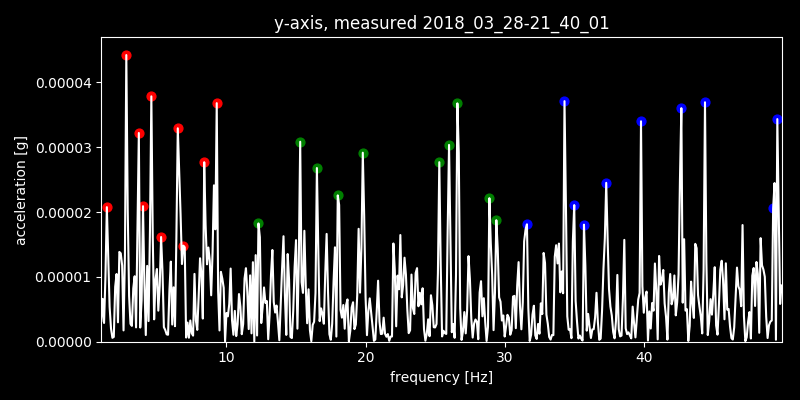 y-axis, measured 2018_03_28-21_40_01
acceleration [g]
0.00004
0.00003
0.00002
0.00001
0.00000
10 20 30 40
frequency [Hz]